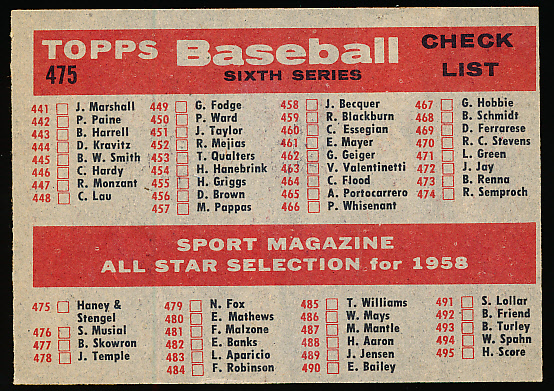 TOPPS Baseball CHECK
475 SIXTH SERIES LIST
441 J. Marshall
442 P. Paine
443 B. Harrell
444 D. Kravitz
445 B. W. Smith
446 C. Hardy
447 R. Monzant
448 C. Lau
449 G. Fodge
450 P. Ward
451 J. Taylor
452 R. Mejias
453 T. Qualters
454 H. Hanebrink
455 H. Griggs
456 D. Brown
457 M. Pappas
458 J. Becquer
459 R. Blackburn
460 C. Essegian
461 E. Mayer
462 G. Geiger
463 V. Valentinetti
464 C. Flood
465 A. Portocarrero
466 P. Whisenant
467 G. Hobbie
468 B. Schmidt
469 D. Ferrarese
470 R. C. Stevens
471 L. Green
472 J. Jay
473 B. Renna
474 R. Semproch
SPORT MAGAZINE
ALL STAR SELECTION for 1958
475 Haney &
Stengel
476 S. Musial
477 B. Skowron
478 J. Temple
479 N. Fox
480 E. Mathews
481 F. Malzone
482 E. Banks
483 L. Aparicio
484 F. Robinson
485 T. Williams
486 W. Mays
487 M. Mantle
488 H. Aaron
489 J. Jensen
490 E. Bailey
491 S. Lollar
492 B. Friend
493 B. Turley
494 W. Spahn
495 H. Score